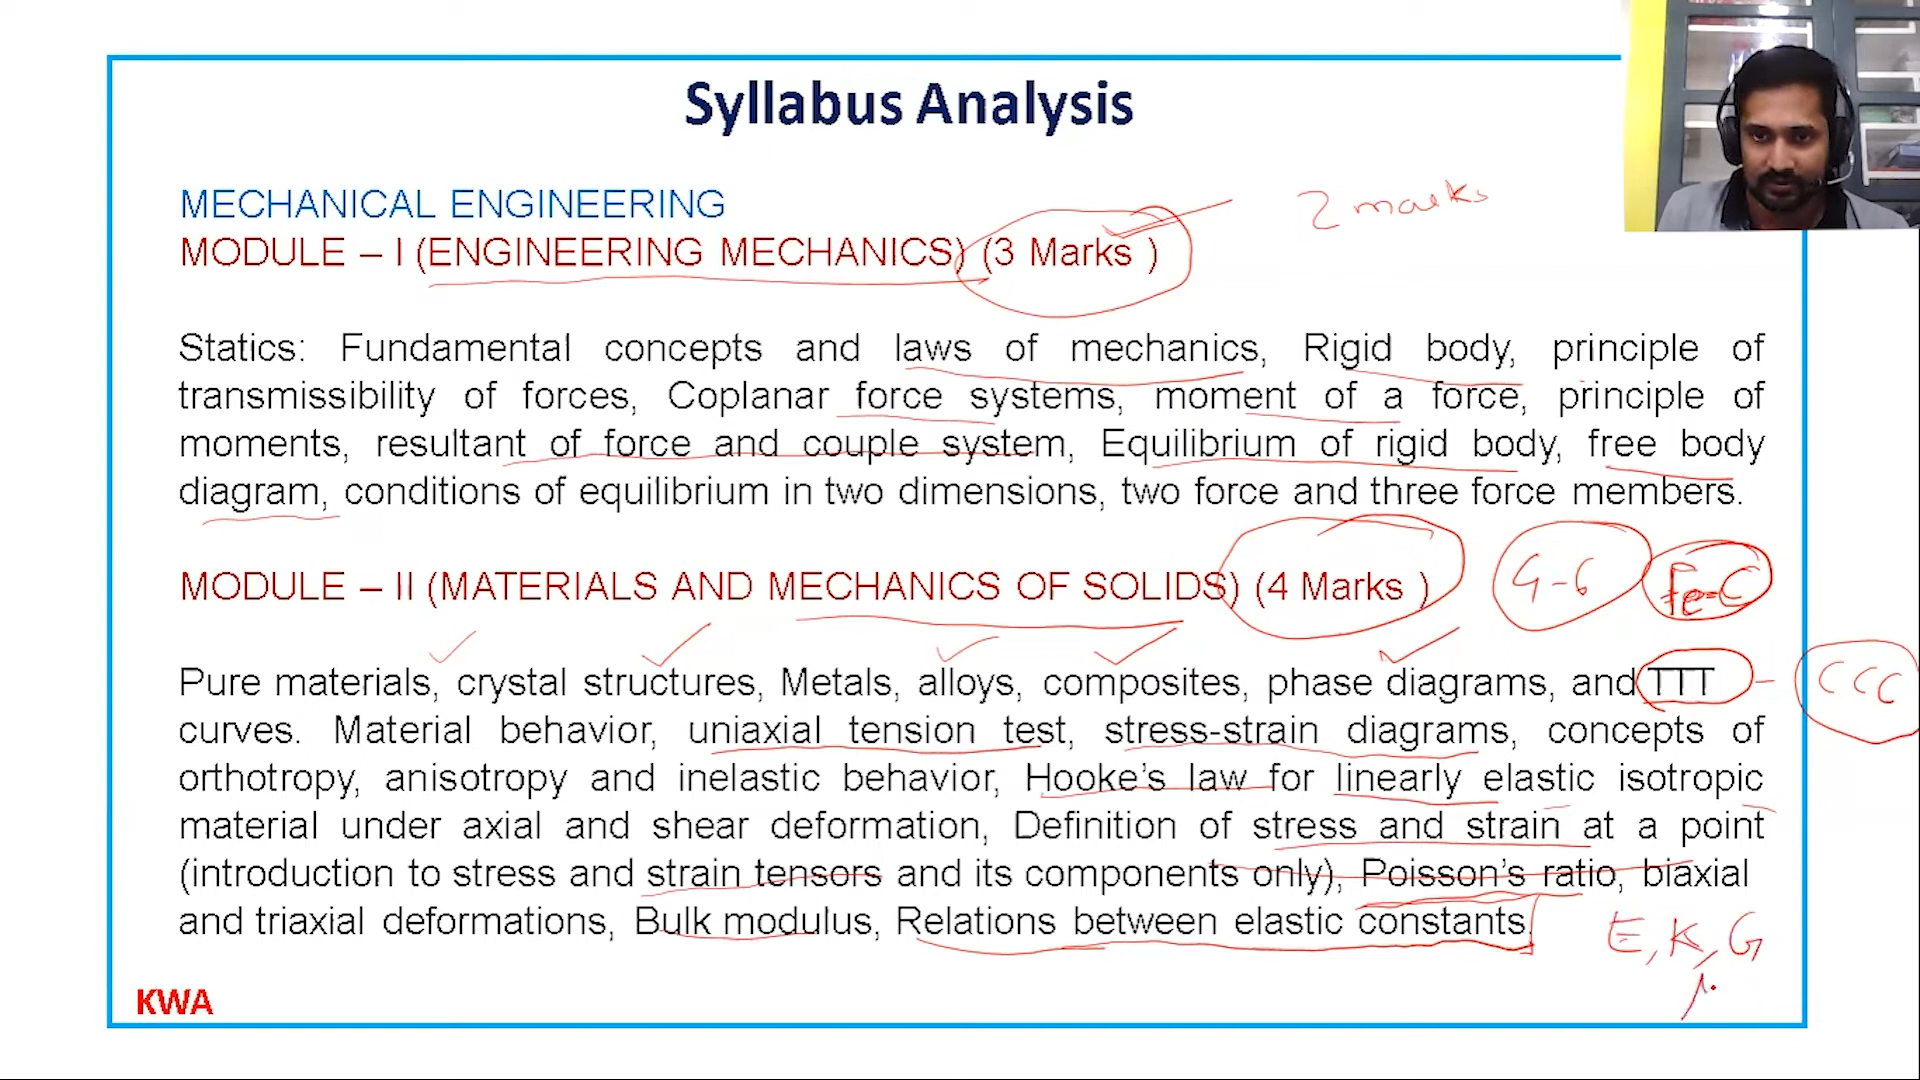 Syllabus Analysis
MECHANICAL ENGINEERING
2 marks
MODULE – I (ENGINEERING MECHANICS) (3 Marks )
Statics: Fundamental concepts and laws of mechanics, Rigid body, principle of
transmissibility of forces, Coplanar force systems, moment of a force, principle of
moments, resultant of force and couple system, Equilibrium of rigid body, free body
diagram, conditions of equilibrium in two dimensions, two force and three force members.
MODULE – II (MATERIALS AND MECHANICS OF SOLIDS) (4 Marks ) Fe-C
Pure materials, crystal structures, Metals, alloys, composites, phase diagrams, and TTT - CCC
curves. Material behavior, uniaxial tension test, stress-strain diagrams, concepts of
orthotropy, anisotropy and inelastic behavior, Hooke’s law for linearly elastic isotropic
material under axial and shear deformation, Definition of stress and strain at a point
(introduction to stress and strain tensors and its components only), Poisson’s ratio, biaxial
and triaxial deformations, Bulk modulus, Relations between elastic constants.
E, K, G
KWA